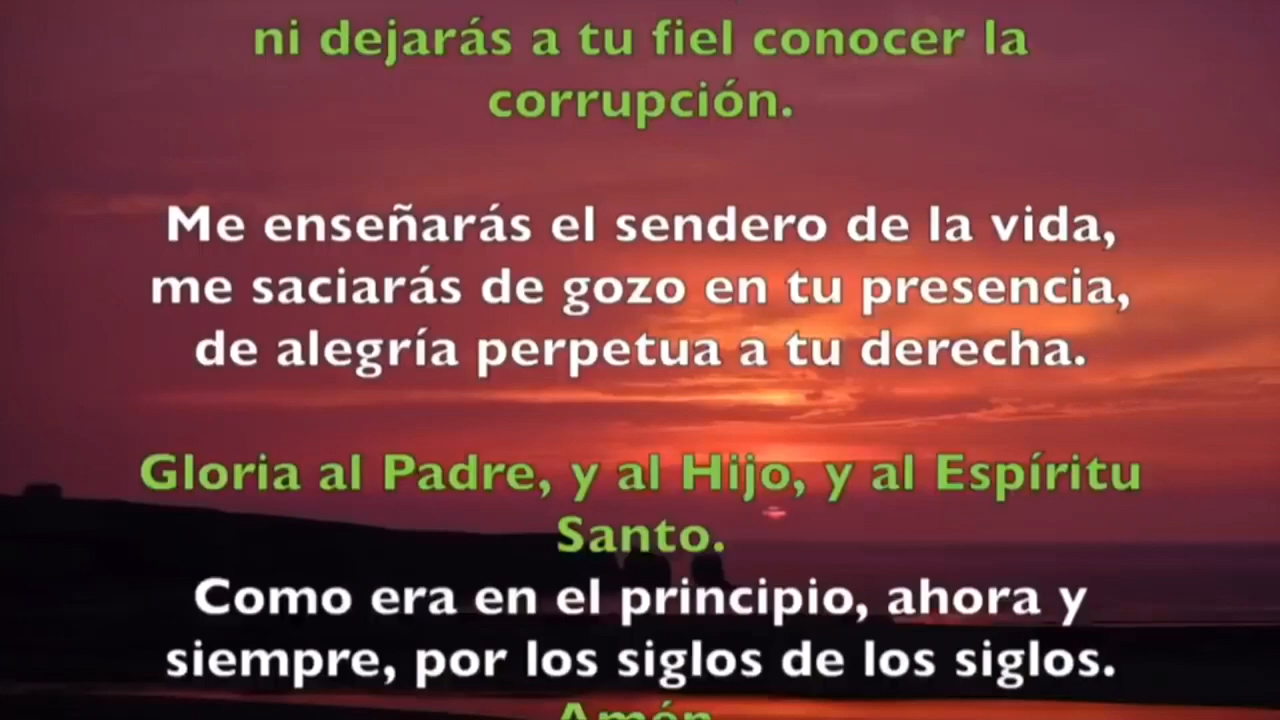 ni dejarás a tu fiel conocer la
corrupción.
Me enseñarás el sendero de la vida,
me saciarás de gozo en tu presencia,
de alegría perpetua a tu derecha.
Gloria al Padre, y al Hijo, y al Espíritu
Santo.
Como era en el principio, ahora y
siempre, por los siglos de los siglos.
Amén